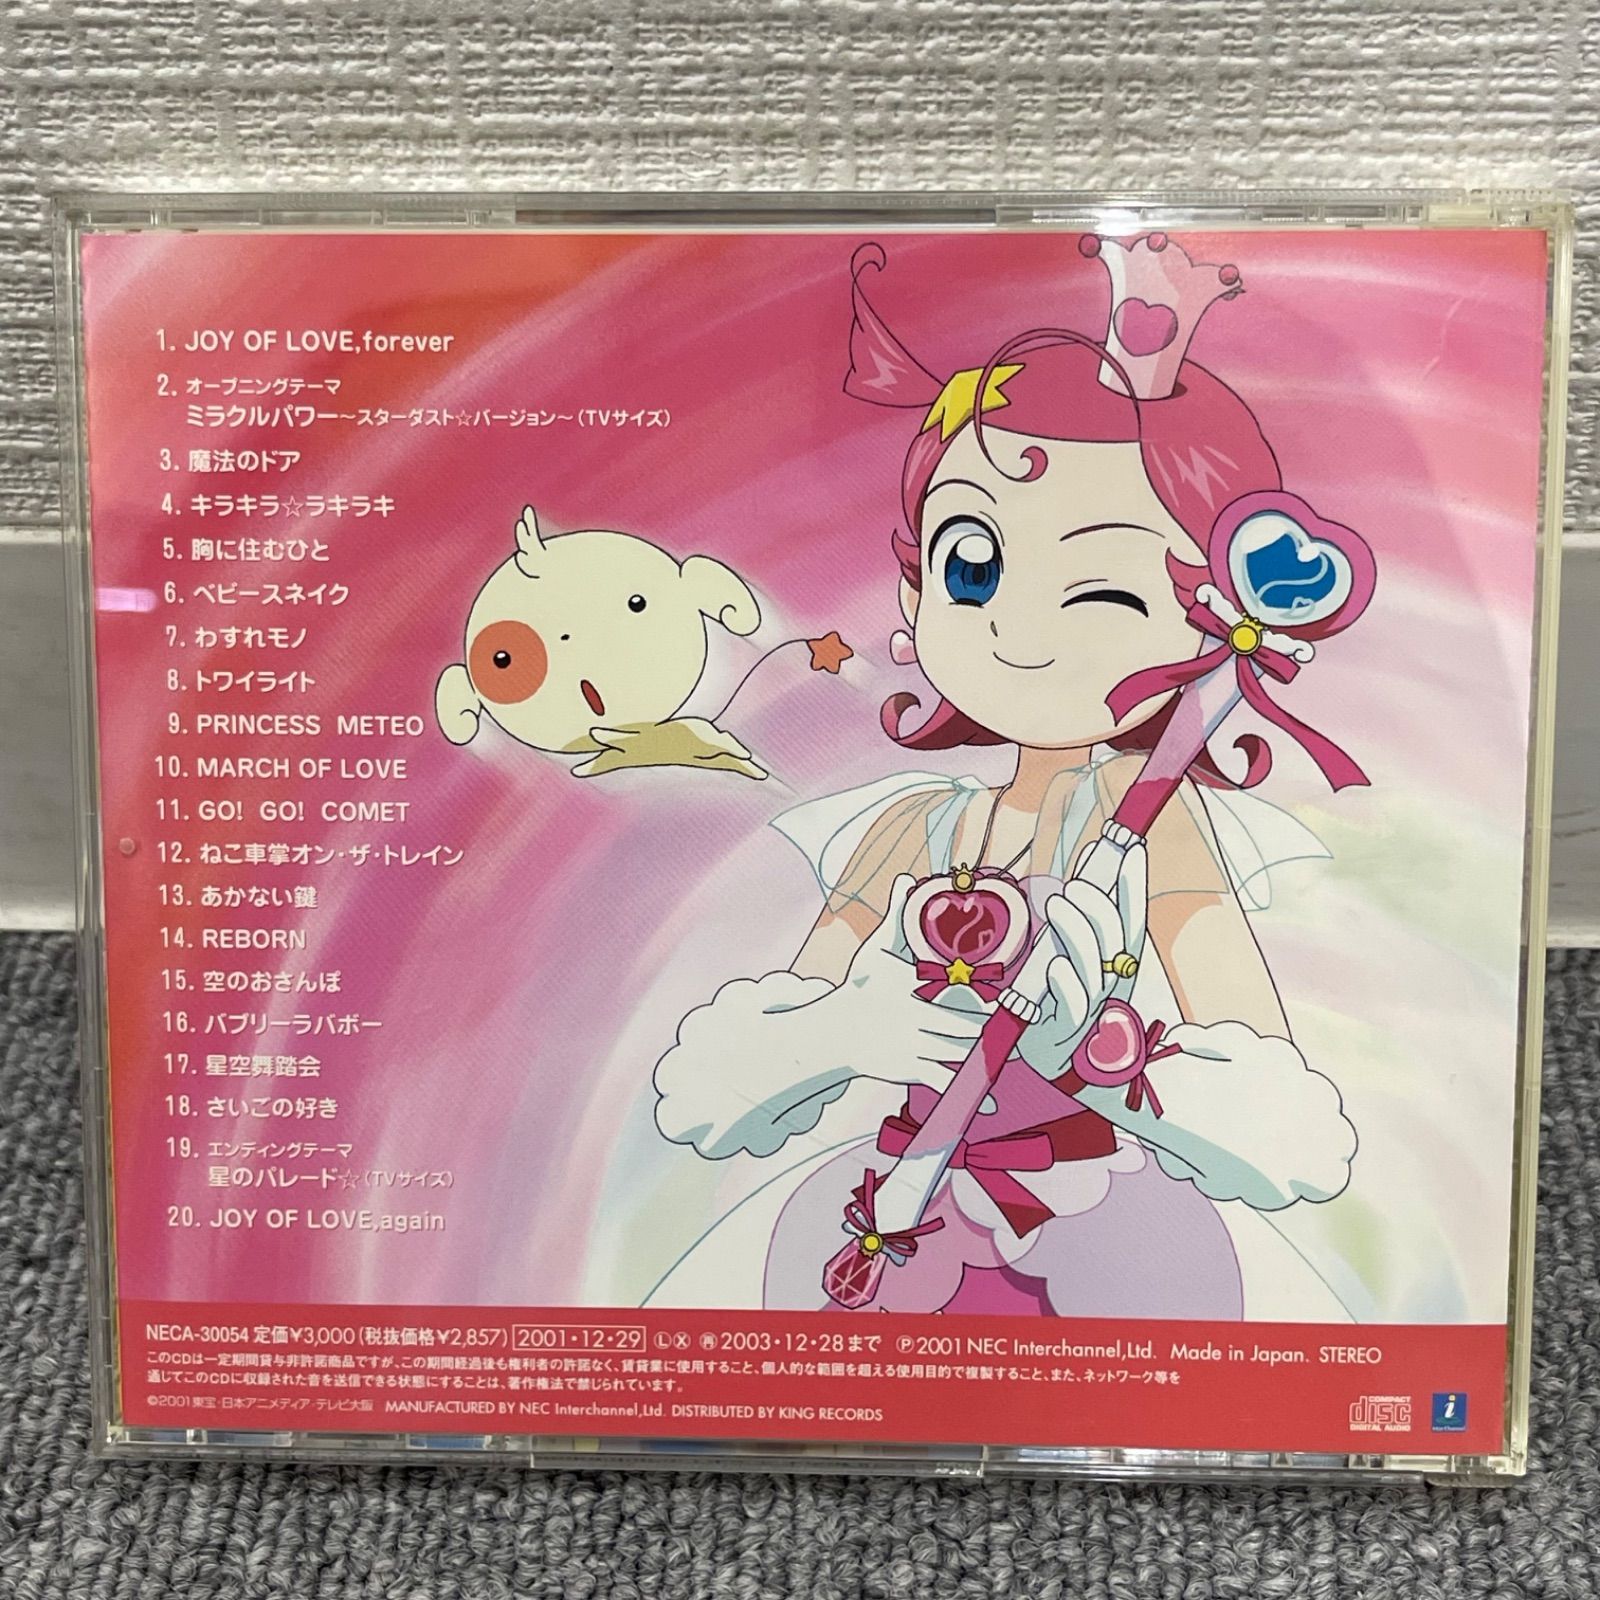 1. JOY OF LOVE,forever
2. オープニングテーマ
ミラクルパワー～スターダスト☆バージョン～(TVサイズ)
3. 魔法のドア
4. キラキラ☆ラキラキ
5. 胸に住むひと
6. ベビースネイク
7. わすれモノ
8. トワイライト
9. PRINCESS METEO
10. MARCH OF LOVE
11. GO! GO! COMET
12. ねこ車掌オン・ザ・トレイン
13. あかない鍵
14. REBORN
15. 空のおさんぽ
16. バブリーラバボー
17. 星空舞踏会
18. さいごの好き
19. エンディングテーマ
星のパレード☆(TVサイズ)
20. JOY OF LOVE,again
NECA-30054 定価¥3,000(税抜価格¥2,857) 2001・12・29 Ⓛ Ⓧ ㊢ 2003・12・28まで Ⓟ2001 NEC Interchannel,Ltd. Made in Japan. STEREO
このCDは一定期間貸与非許諾商品ですが、この期間経過後も権利者の許諾なく、賃貸業に使用すること、個人的な範囲を超える使用目的で複製すること、また、ネットワーク等を
通じてこのCDに収録された音を送信できる状態にすることは、著作権法で禁じられています。
©2001 東宝・日本アニメディア・テレビ大阪 MANUFACTURED BY NEC Interchannel,Ltd. DISTRIBUTED BY KING RECORDS
COMPACT
disc
DIGITAL AUDIO
i